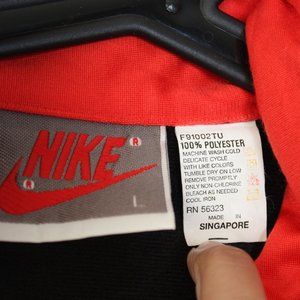 NIKE®
®
L
F91002TU
100% POLYESTER
MACHINE WASH COLD
DELICATE CYCLE
WITH LIKE COLORS
TUMBLE DRY ON LOW
REMOVE PROMPTLY
ONLY NON-CHLORINE
BLEACH AS NEEDED
COOL IRON
RN 56323
MADE IN
SINGAPORE